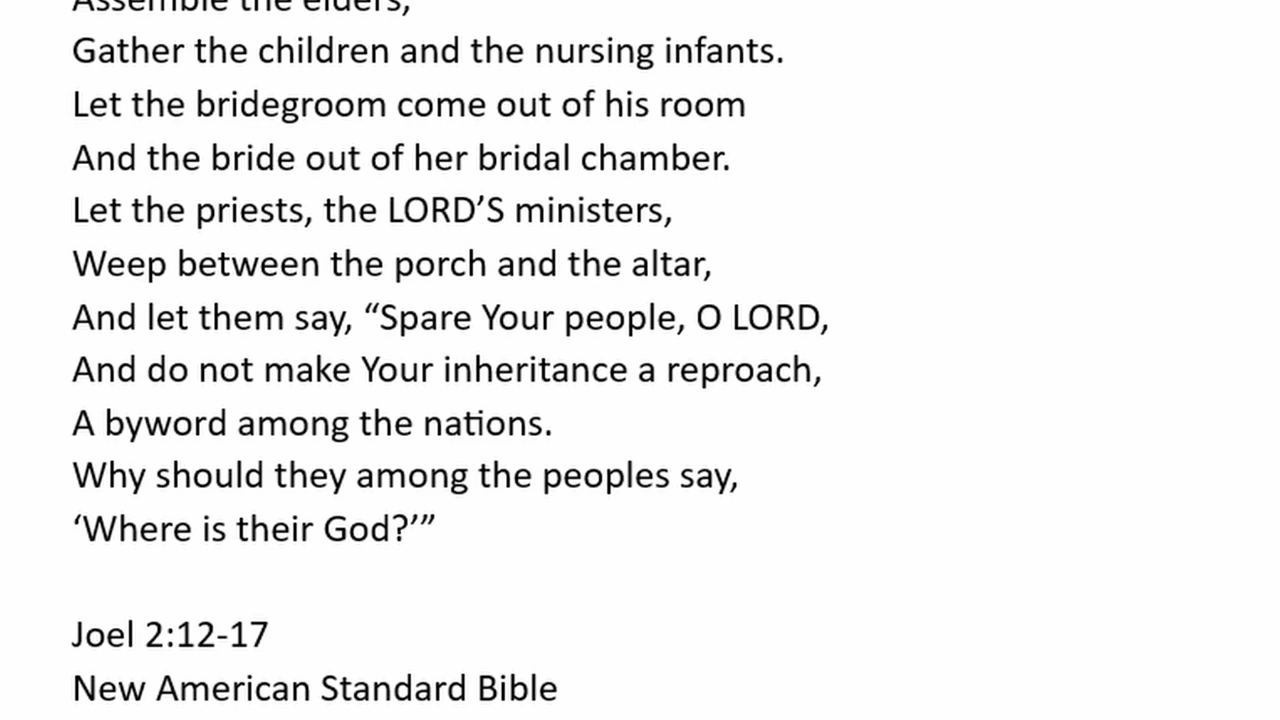 Assemble the elders,
Gather the children and the nursing infants.
Let the bridegroom come out of his room
And the bride out of her bridal chamber.
Let the priests, the LORD’S ministers,
Weep between the porch and the altar,
And let them say, “Spare Your people, O LORD,
And do not make Your inheritance a reproach,
A byword among the nations.
Why should they among the peoples say,
‘Where is their God?’”
Joel 2:12-17
New American Standard Bible